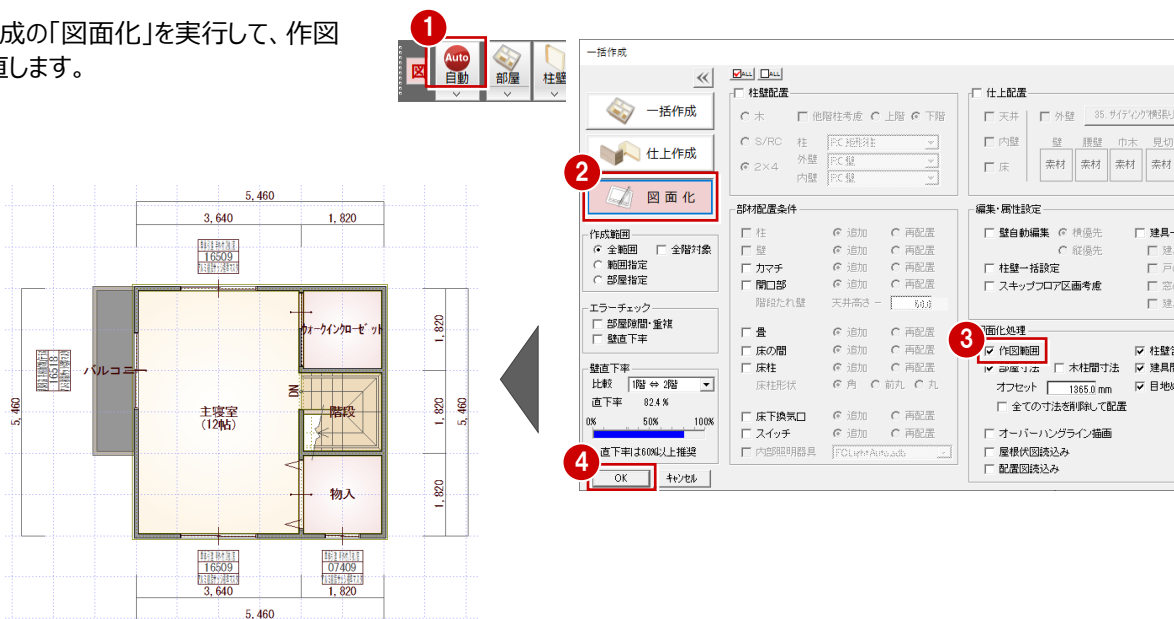 成の「図面化」を実行して、作図
直します。
1
図
Auto
自動
部屋
柱壁
5,460
3,640
1,820
16509
ウォークインクローゼット
1,820
バルコニー
16518
5,460
主寝室
(12帖)
DN
階段
1,820
5,460
物入
1,820
16509
07409
3,640
1,820
5,460
一括作成
ALL
ALL
一括作成
仕上作成
2
図面化
作成範囲
全範囲
全階対象
範囲指定
部屋指定
エラーチェック
部屋隙間・重複
壁直下率
壁直下率
比較
1階 ⇔ 2階
直下率
82.4 %
0%
50%
100%
直下率は60%以上推奨
4
OK
キャンセル
柱壁配置
木
他階柱考慮
上階
下階
S/RC
柱
RC 矩形柱
2×4
外壁
RC 壁
内壁
RC 壁
部材配置条件
柱
追加
再配置
壁
追加
再配置
カマチ
追加
再配置
開口部
追加
再配置
階段たれ壁
天井高さ −
50.0
畳
追加
再配置
床の間
追加
再配置
床柱
追加
再配置
床柱形状
角
前丸
丸
床下換気口
追加
再配置
スイッチ
追加
再配置
内部照明器具
仕上配置
天井
外壁
内壁
壁
腰壁
巾木
見切
床
素材
素材
素材
素材
編集・属性設定
壁自動編集
横優先
建具一
縦優先
柱壁一括設定
スキップフロア区画考慮
3
図面化処理
作図範囲
柱壁
部屋寸法
木柱間寸法
建具
オフセット
1365.0 mm
目地
全ての寸法を削除して配置
オーバーハングライン描画
屋根伏図読込み
配置図読込み